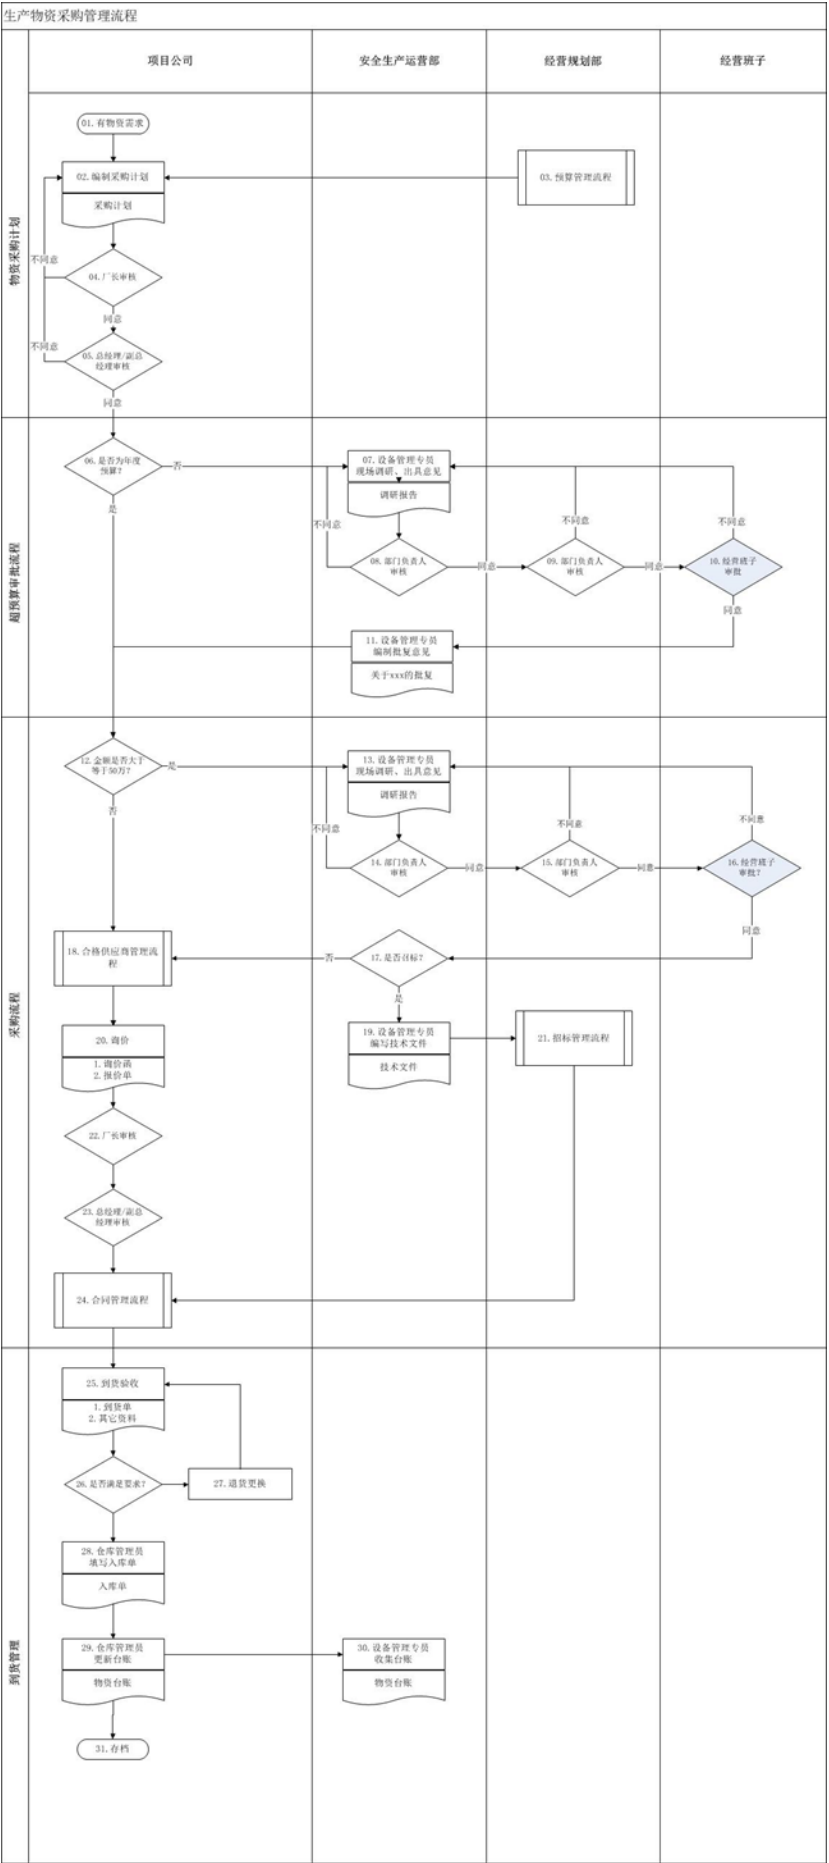 生产物资采购管理流程
项目公司
安全生产运营部
经营规划部
经营班子
物资采购计划
01.有物资需求
02.编制采购计划
采购计划
03.预算管理流程
不同意
04.厂长审核
同意
不同意
05.总经理/副总
经理审核
同意
超预算审批流程
06.是否为年度
预算?
否
是
07.设备管理专员
现场调研、出具意见
调研报告
不同意
08.部门负责人
审核
同意
不同意
09.部门负责人
审核
同意
不同意
10.经营班子
审批
同意
11.设备管理专员
编制批复意见
关于xxx的批复
采购流程
12.金额是否大于
等于50万?
是
否
13.设备管理专员
现场调研、出具意见
调研报告
不同意
14.部门负责人
审核
同意
不同意
15.部门负责人
审核
同意
不同意
16.经营班子
审批?
同意
17.是否召标?
否
是
18.合格供应商管理流
程
19.设备管理专员
编写技术文件
技术文件
20.询价
1.询价函
2.报价单
21.招标管理流程
22.厂长审核
23.总经理/副总
经理审核
24.合同管理流程
到货管理
25.到货验收
1.到货单
2.其它资料
26.是否满足要求?
27.退货更换
28.仓库管理员
填写入库单
入库单
29.仓库管理员
更新台账
物资台账
30.设备管理专员
收集台账
物资台账
31.存档